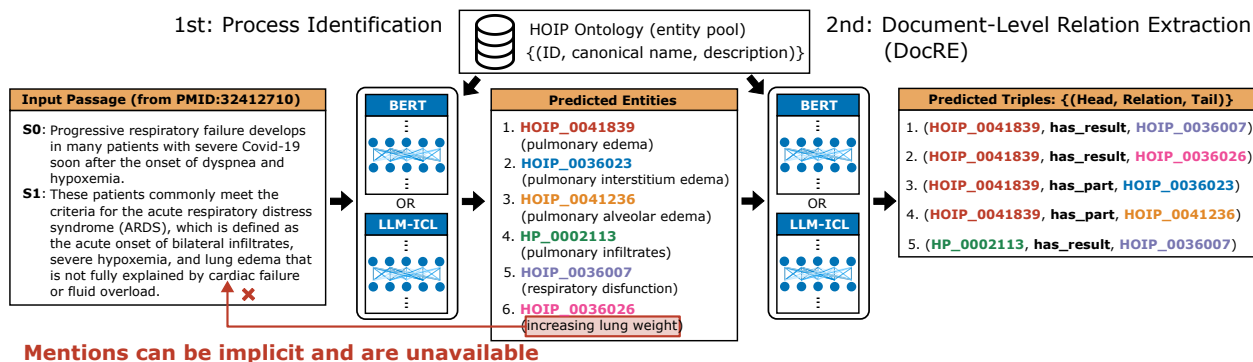 1st: Process Identification
HOIP Ontology (entity pool)
{(ID, canonical name, description)}
2nd: Document-Level Relation Extraction
(DocRE)
Input Passage (from PMID:32412710)
S0: Progressive respiratory failure develops
in many patients with severe Covid-19
soon after the onset of dyspnea and
hypoxemia.
S1: These patients commonly meet the
criteria for the acute respiratory distress
syndrome (ARDS), which is defined as
the acute onset of bilateral infiltrates,
severe hypoxemia, and lung edema that
is not fully explained by cardiac failure
or fluid overload.
BERT
OR
LLM-ICL
Predicted Entities
1. HOIP_0041839
(pulmonary edema)
2. HOIP_0036023
(pulmonary interstitium edema)
3. HOIP_0041236
(pulmonary alveolar edema)
4. HP_0002113
(pulmonary infiltrates)
5. HOIP_0036007
(respiratory disfunction)
6. HOIP_0036026
(increasing lung weight)
BERT
OR
LLM-ICL
Predicted Triples: {(Head, Relation, Tail)}
1. (HOIP_0041839, has_result, HOIP_0036007)
2. (HOIP_0041839, has_result, HOIP_0036026)
3. (HOIP_0041839, has_part, HOIP_0036023)
4. (HOIP_0041839, has_part, HOIP_0041236)
5. (HP_0002113, has_result, HOIP_0036007)
Mentions can be implicit and are unavailable